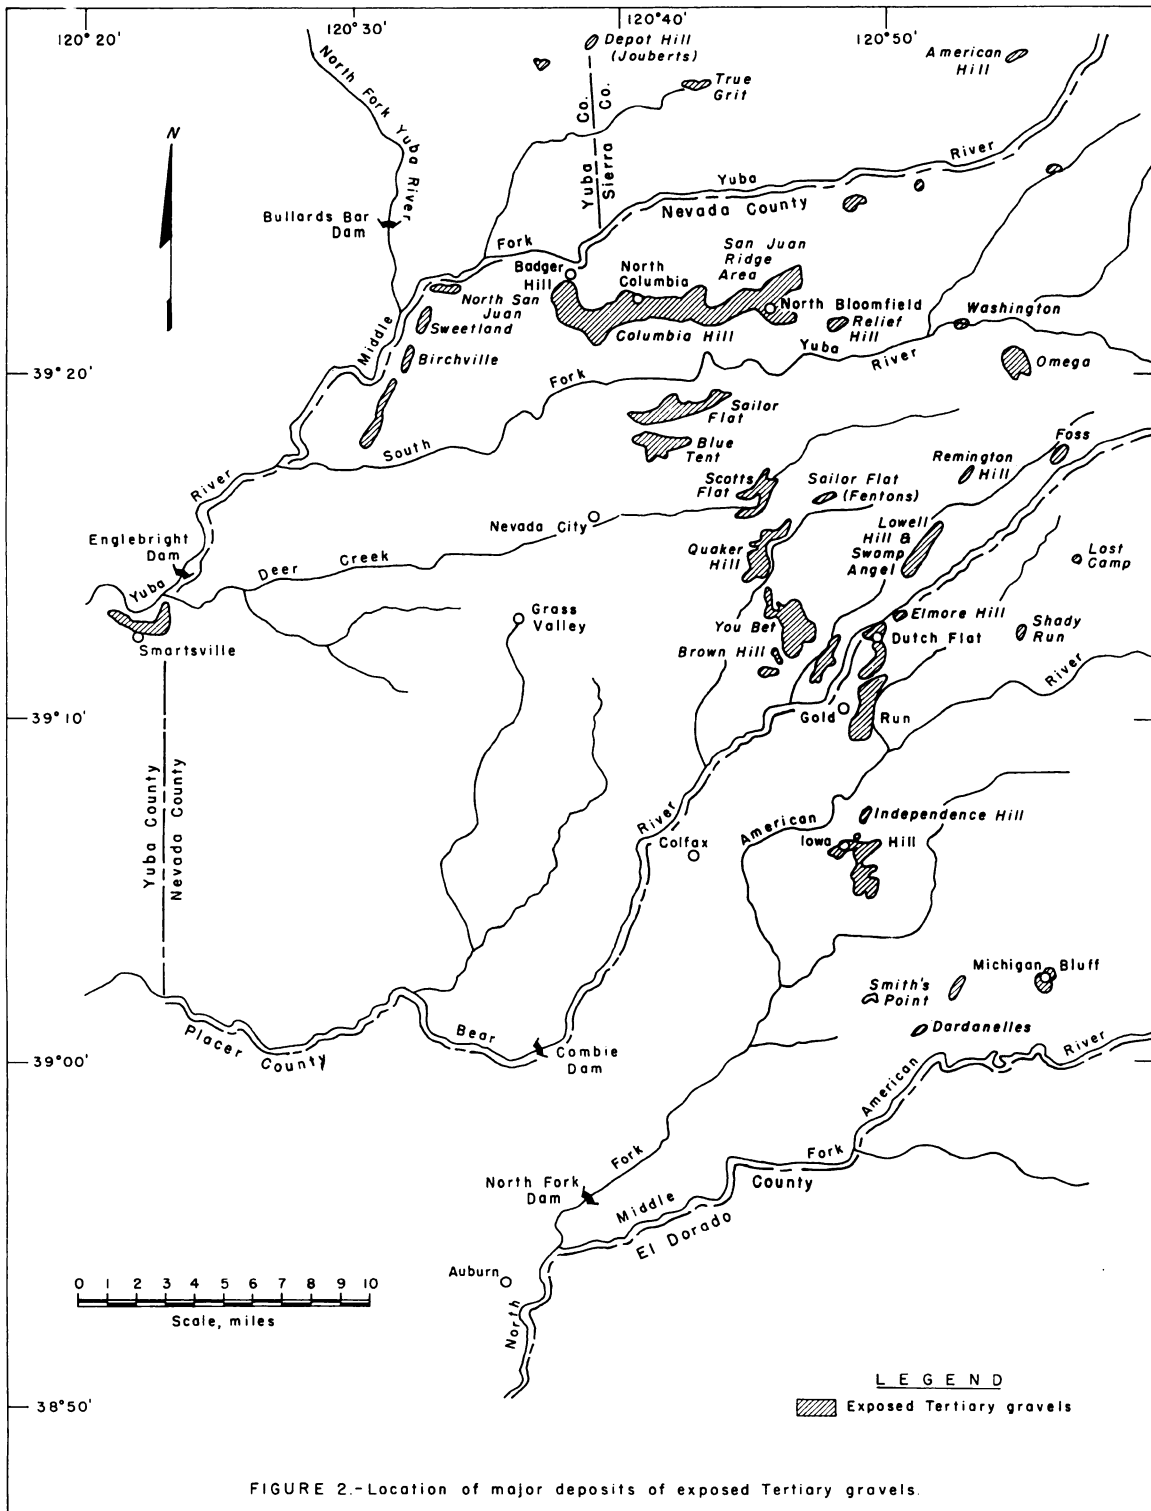 120° 20'
120° 30'
120° 40'
120° 50'
Depot Hill
(Jouberts)
American
Hill
True
Grit
North Fork Yuba River
N
Yuba Co.
Sierra Co.
River
Yuba
Nevada County
Bullards Bar
Dam
Fork
Badger
Hill
North
Columbia
San Juan
Ridge
Area
North San
Juan
Sweetland
Columbia Hill
North Bloomfield
Relief
Hill
Washington
Middle
Birchville
Yuba
River
Omega
39° 20'
Fork
Sailor
Flat
South
Blue
Tent
Foss
Remington
Hill
Scotts
Flat
Sailor Flat
(Fentons)
River
Nevada City
Lowell
Hill &
Swamp
Angel
Englebright
Dam
Quaker
Hill
Lost
Camp
Deer Creek
Yuba
Grass
Valley
Elmore Hill
You Bet
Shady
Run
Smartsville
Dutch Flat
Brown Hill
River
39° 10'
Gold
Run
Yuba County
Nevada County
River
American
Independence Hill
Colfax
Iowa
Hill
Michigan
Bluff
Smith's
Point
Dardanelles
Placer County
Bear
Combie
Dam
39° 00'
American
River
Fork
Fork
North Fork
Dam
County
Middle
El Dorado
Auburn
0 1 2 3 4 5 6 7 8 9 10
Scale, miles
North
LEGEND
Exposed Tertiary gravels
38° 50'
FIGURE 2.-Location of major deposits of exposed Tertiary gravels.